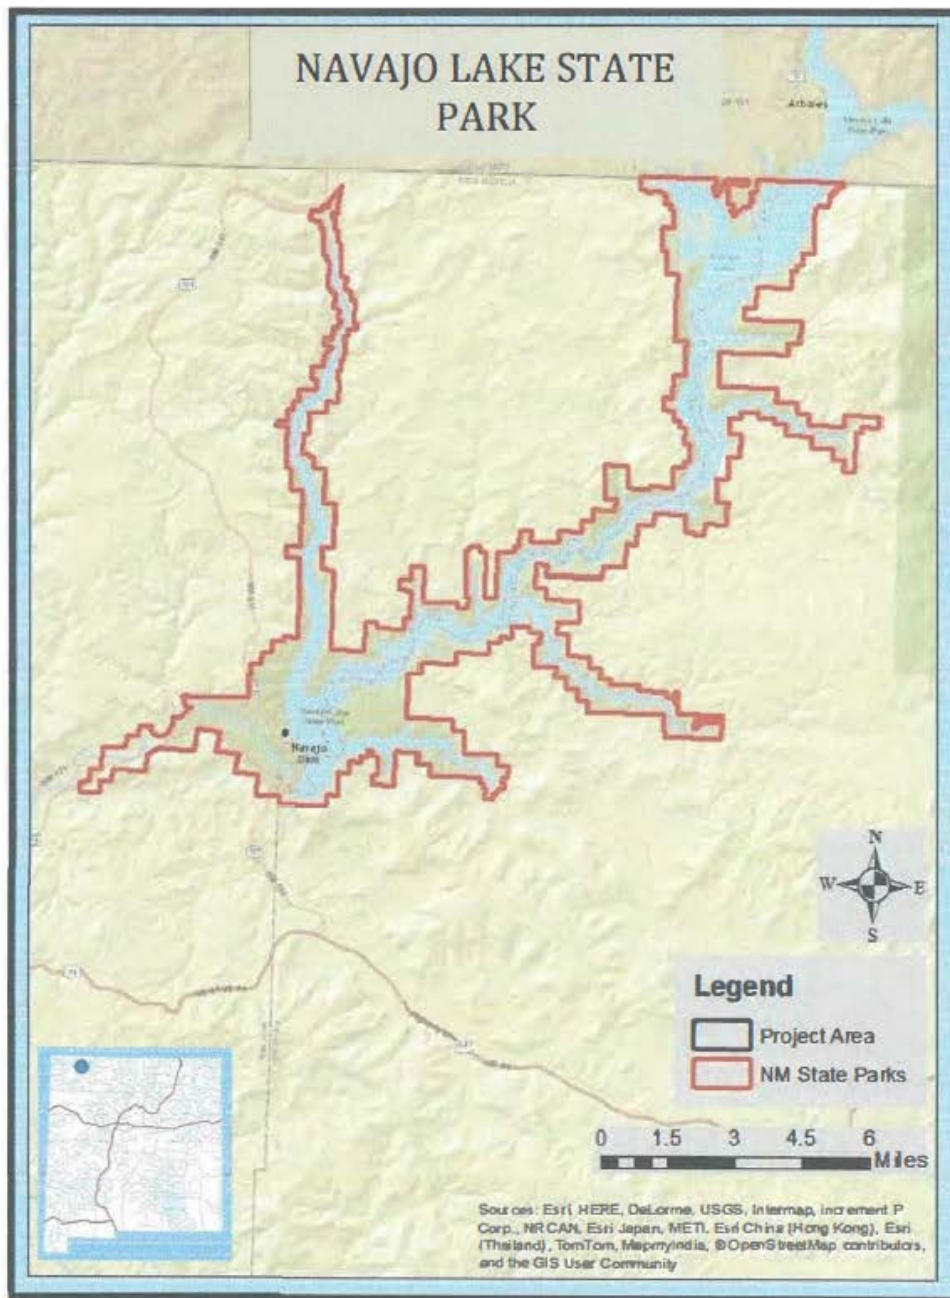 NAVAJO LAKE STATE
PARK
Arboles
Navajo
Dam
N
W
E
S
Legend
Project Area
NM State Parks
0 1.5 3 4.5 6
Miles
Sources: Esri, HERE, DeLorme, USGS, Intermap, increment P
Corp., NRCAN, Esri Japan, METI, Esri China (Hong Kong), Esri
(Thailand), TomTom, MapmyIndia, © OpenStreetMap contributors,
and the GIS User Community